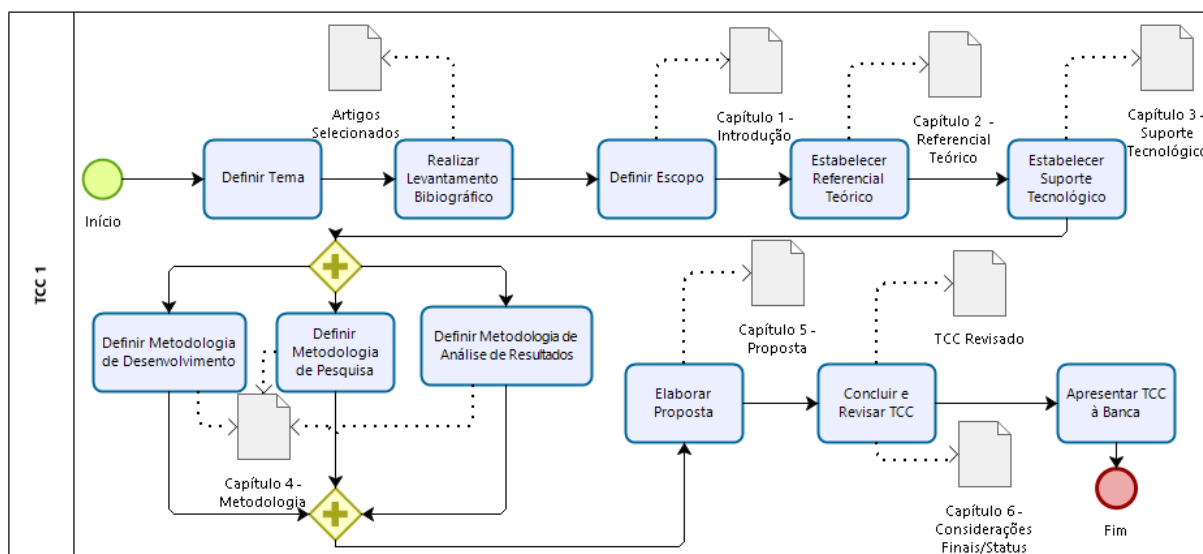 TCC 1
Início
Definir Tema
Artigos
Selecionados
Realizar
Levantamento
Bibiográfico
Capítulo 1 -
Introdução
Definir Escopo
Capítulo 2 -
Referencial
Teórico
Estabelecer
Referencial
Teórico
Capítulo 3 -
Suporte
Tecnológico
Estabelecer
Suporte
Tecnológico
Definir Metodologia
de Desenvolvimento
Definir
Metodologia
de Pesquisa
Definir Metodologia de
Análise de Resultados
Capítulo 4 -
Metodologia
Capítulo 5 -
Proposta
Elaborar
Proposta
TCC Revisado
Concluir e
Revisar TCC
Capítulo 6 -
Considerações
Finais/Status
Apresentar TCC
à Banca
Fim